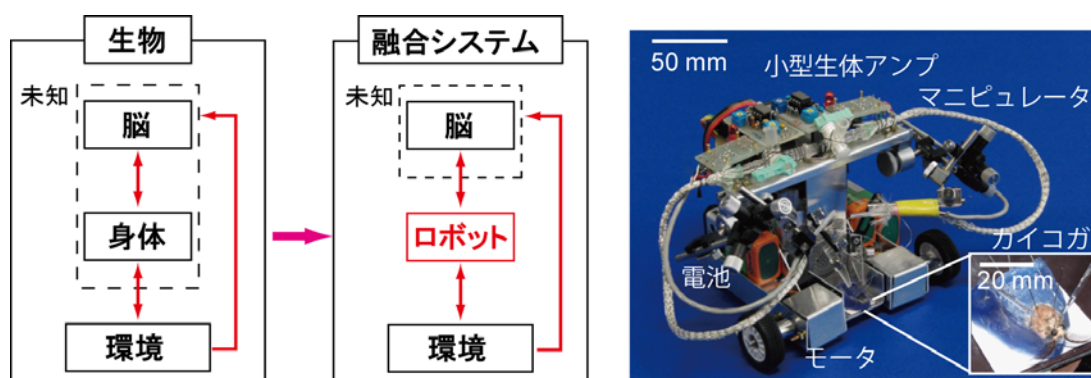 生物
未知
脳
身体
環境
融合システム
未知
脳
ロボット
環境
50 mm
小型生体アンプ
マニピュレータ
カイコガ
20 mm
電池
モータ